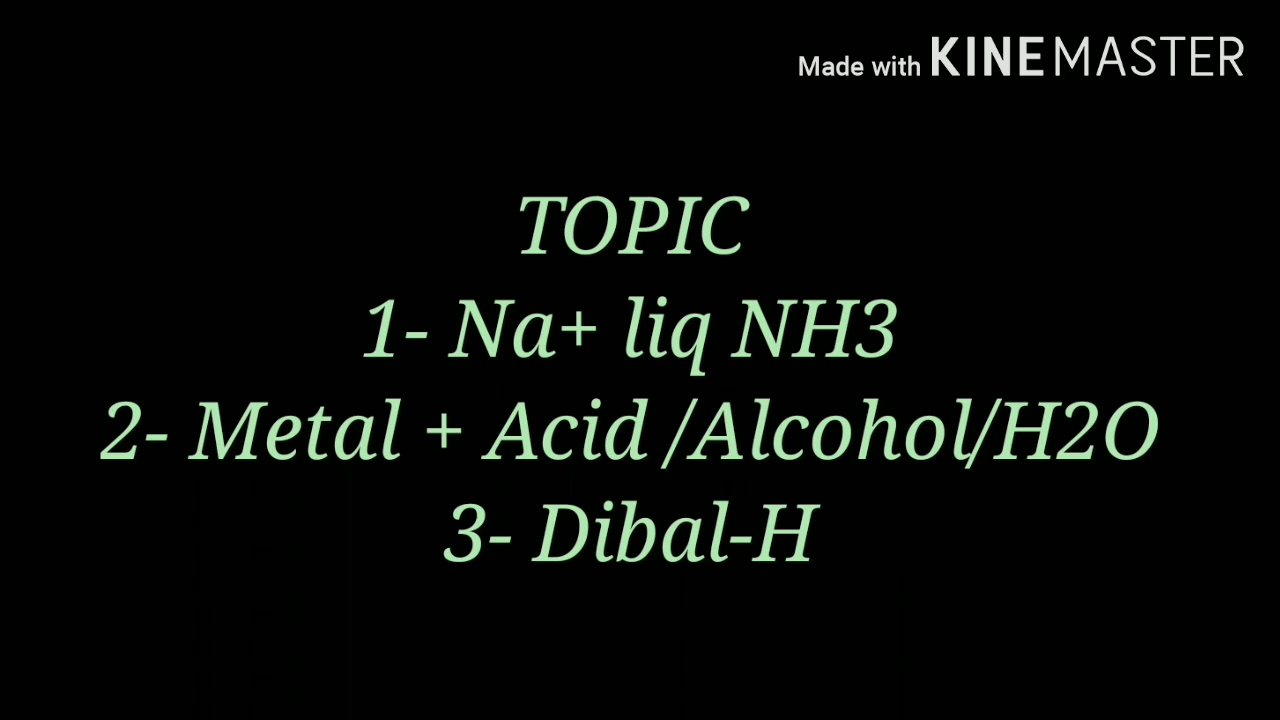 Made with KINEMASTER
TOPIC
1- Na+ liq NH3
2- Metal + Acid /Alcohol/H2O
3- Dibal-H